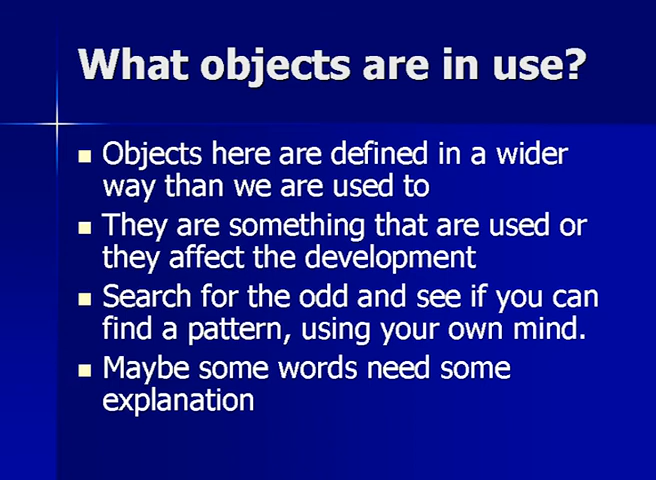 What objects are in use?
Objects here are defined in a wider
way than we are used to
They are something that are used or
they affect the development
Search for the odd and see if you can
find a pattern, using your own mind.
Maybe some words need some
explanation